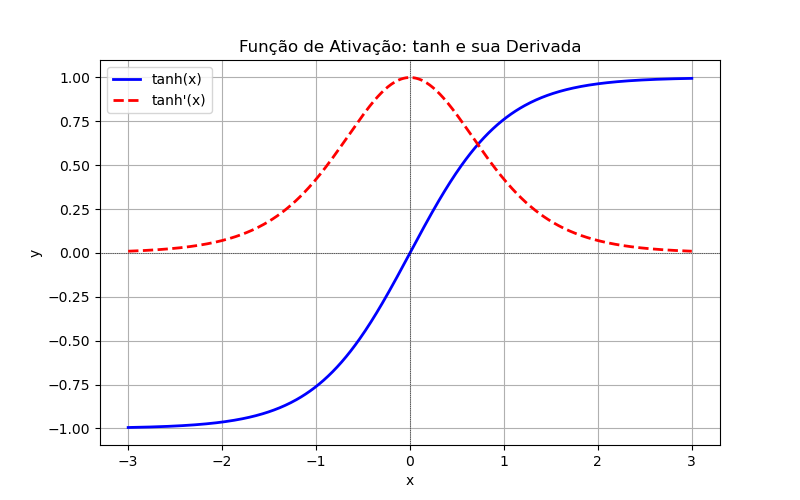 Função de Ativação: tanh e sua Derivada
tanh(x)
tanh'(x)
1.00
0.75
0.50
0.25
0.00
−0.25
−0.50
−0.75
−1.00
y
−3 −2 −1 0 1 2 3
x